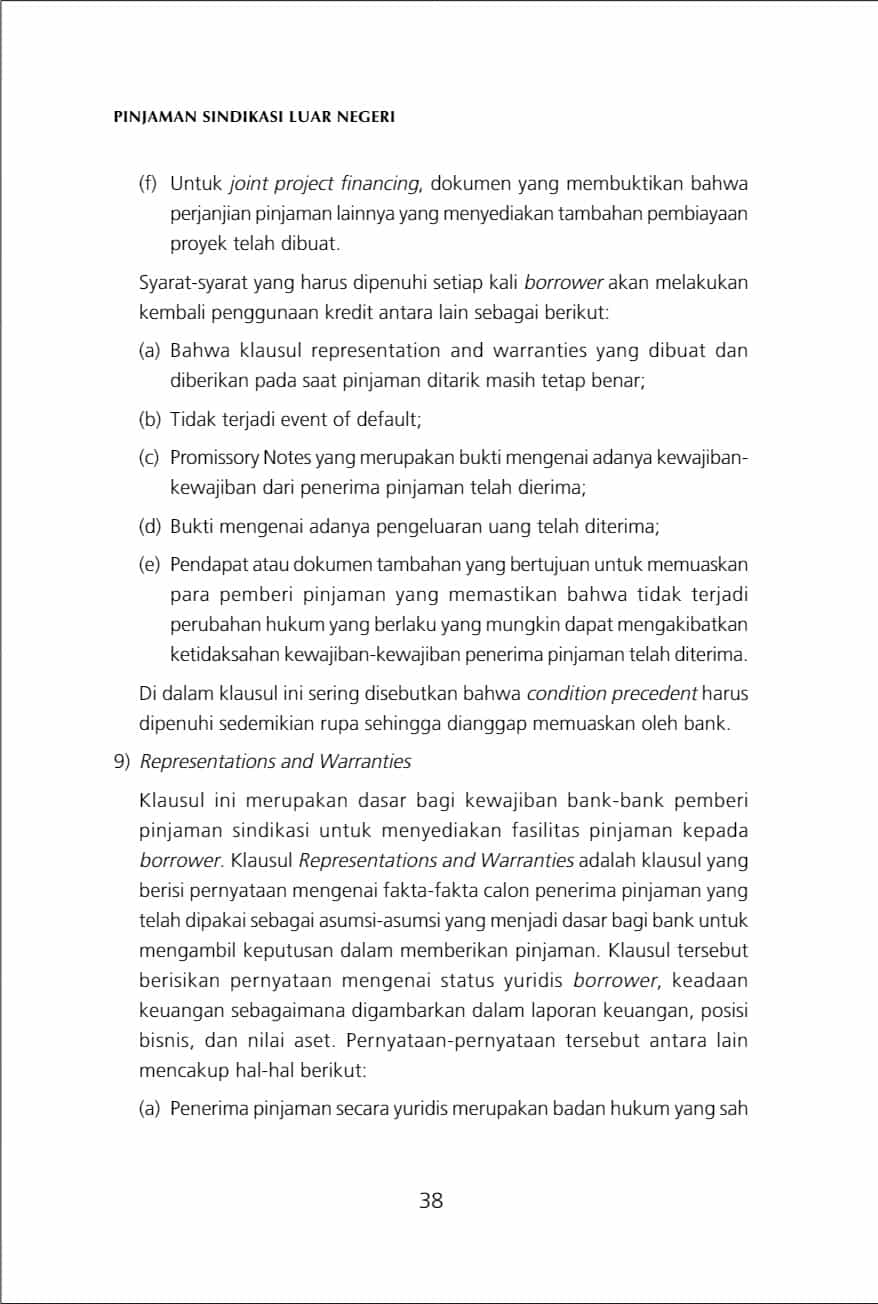 PINJAMAN SINDIKASI LUAR NEGERI
(f) Untuk joint project financing, dokumen yang membuktikan bahwa
perjanjian pinjaman lainnya yang menyediakan tambahan pembiayaan
proyek telah dibuat.
Syarat-syarat yang harus dipenuhi setiap kali borrower akan melakukan
kembali penggunaan kredit antara lain sebagai berikut:
(a) Bahwa klausul representation and warranties yang dibuat dan
diberikan pada saat pinjaman ditarik masih tetap benar;
(b) Tidak terjadi event of default;
(c) Promissory Notes yang merupakan bukti mengenai adanya kewajiban-
kewajiban dari penerima pinjaman telah dierima;
(d) Bukti mengenai adanya pengeluaran uang telah diterima;
(e) Pendapat atau dokumen tambahan yang bertujuan untuk memuaskan
para pemberi pinjaman yang memastikan bahwa tidak terjadi
perubahan hukum yang berlaku yang mungkin dapat mengakibatkan
ketidaksahan kewajiban-kewajiban penerima pinjaman telah diterima.
Di dalam klausul ini sering disebutkan bahwa condition precedent harus
dipenuhi sedemikian rupa sehingga dianggap memuaskan oleh bank.
9) Representations and Warranties
Klausul ini merupakan dasar bagi kewajiban bank-bank pemberi
pinjaman sindikasi untuk menyediakan fasilitas pinjaman kepada
borrower. Klausul Representations and Warranties adalah klausul yang
berisi pernyataan mengenai fakta-fakta calon penerima pinjaman yang
telah dipakai sebagai asumsi-asumsi yang menjadi dasar bagi bank untuk
mengambil keputusan dalam memberikan pinjaman. Klausul tersebut
berisikan pernyataan mengenai status yuridis borrower, keadaan
keuangan sebagaimana digambarkan dalam laporan keuangan, posisi
bisnis, dan nilai aset. Pernyataan-pernyataan tersebut antara lain
mencakup hal-hal berikut:
(a) Penerima pinjaman secara yuridis merupakan badan hukum yang sah
38